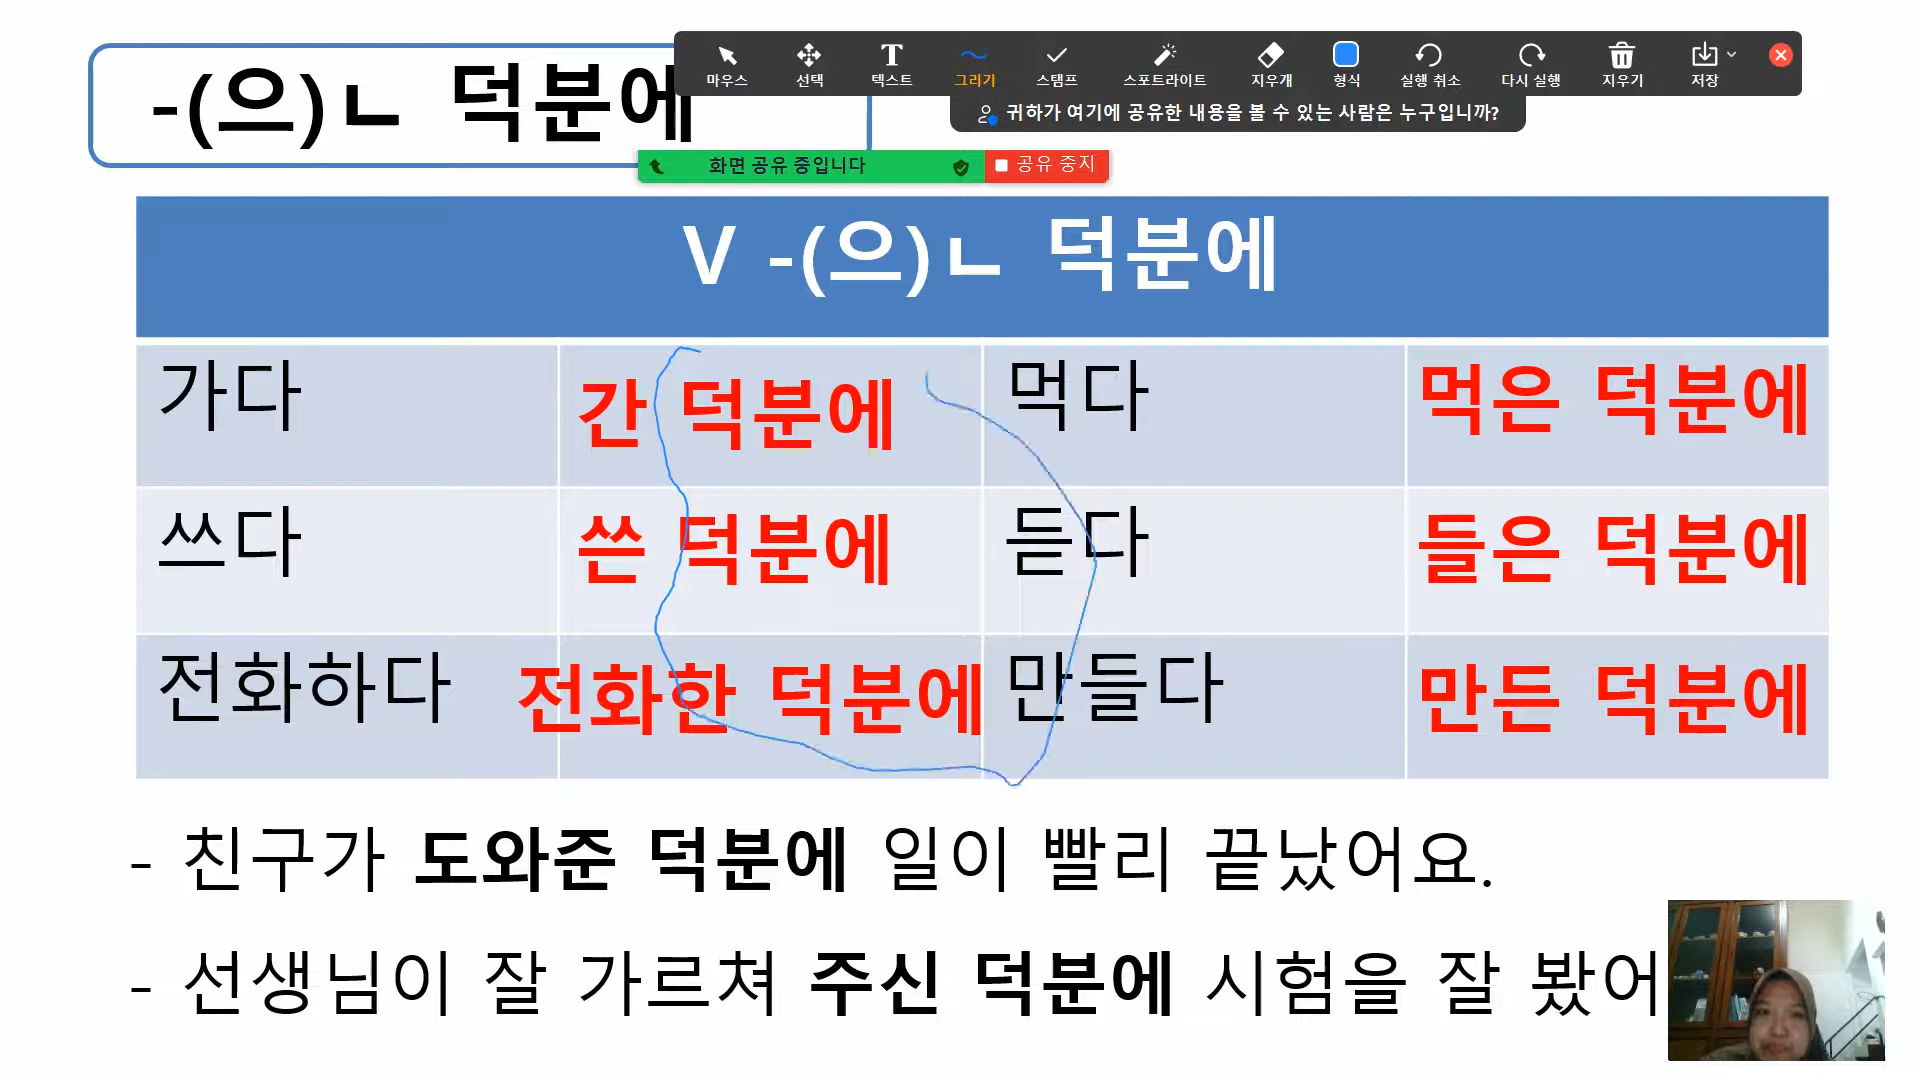 마우스 선택 텍스트 그리기 스탬프 스포트라이트 지우개 형식 실행 취소 다시 실행 지우기 저장
귀하가 여기에 공유한 내용을 볼 수 있는 사람은 누구입니까?
-(으)ㄴ 덕분에
화면 공유 중입니다 공유 중지
V -(으)ㄴ 덕분에
가다 간 덕분에 먹다 먹은 덕분에
쓰다 쓴 덕분에 듣다 들은 덕분에
전화하다 전화한 덕분에 만들다 만든 덕분에
- 친구가 도와준 덕분에 일이 빨리 끝났어요.
- 선생님이 잘 가르쳐 주신 덕분에 시험을 잘 봤어